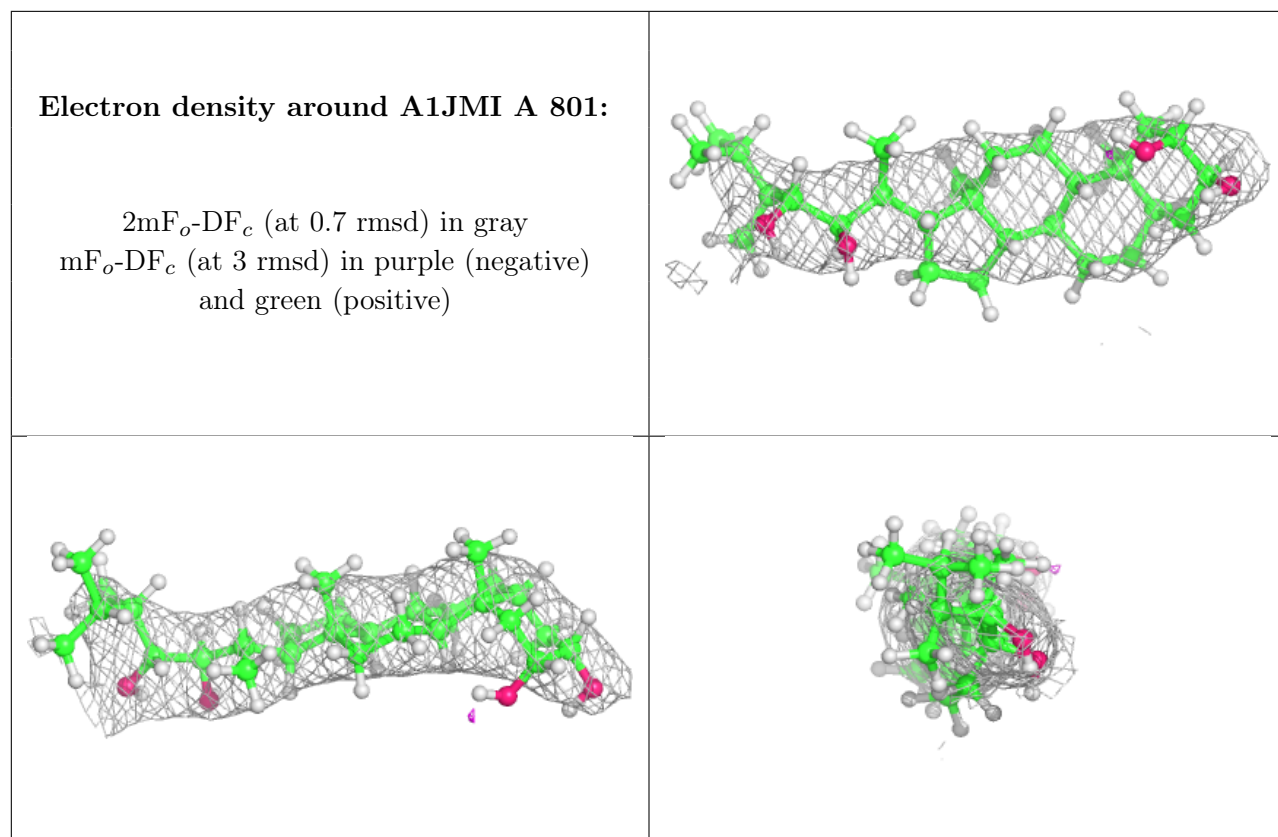 Electron density around A1JMI A 801:
2mFo-DFc (at 0.7 rmsd) in gray
mFo-DFc (at 3 rmsd) in purple (negative)
and green (positive)